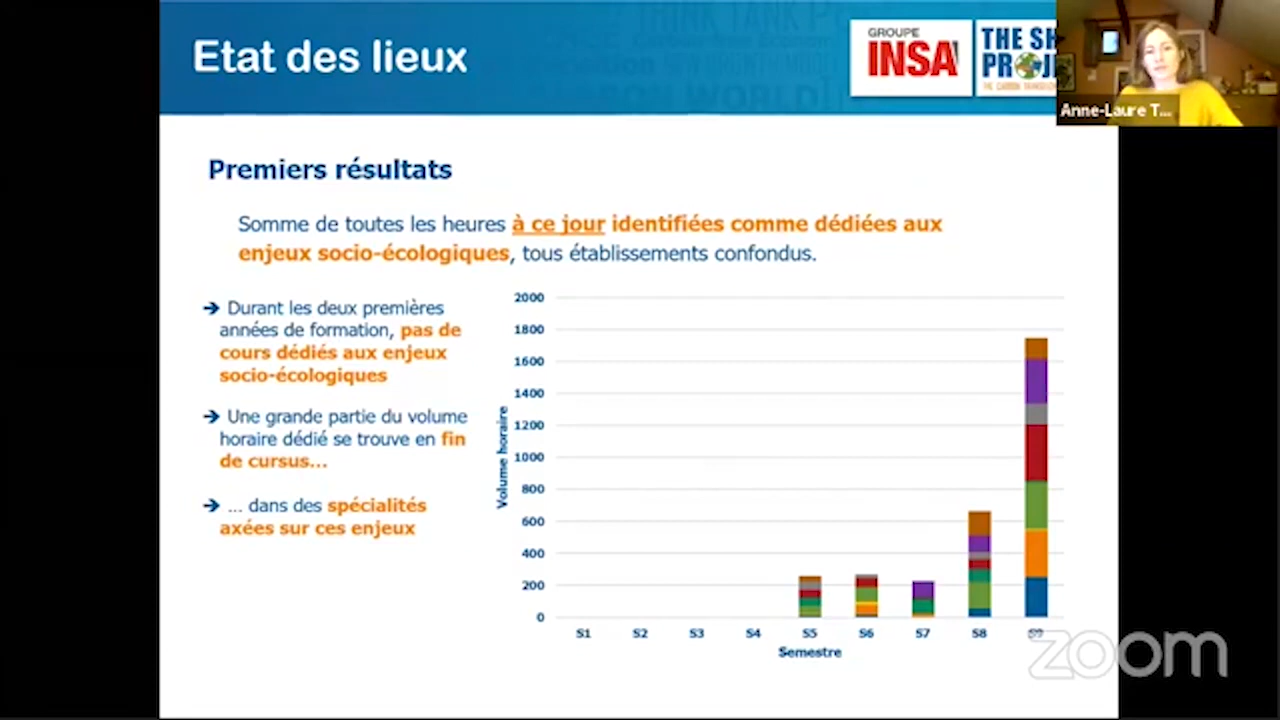 Etat des lieux
GROUPE
INSA
THE SH
PROJE
THE CARBON TRANSITION
Anne-Laure T...
Premiers résultats
Somme de toutes les heures à ce jour identifiées comme dédiées aux
enjeux socio-écologiques, tous établissements confondus.
➔ Durant les deux premières
années de formation, pas de
cours dédiés aux enjeux
socio-écologiques
➔ Une grande partie du volume
horaire dédié se trouve en fin
de cursus...
➔ ... dans des spécialités
axées sur ces enjeux
Volume horaire
2000
1800
1600
1400
1200
1000
800
600
400
200
0
S1 S2 S3 S4 S5 S6 S7 S8 S9
Semestre
zoom